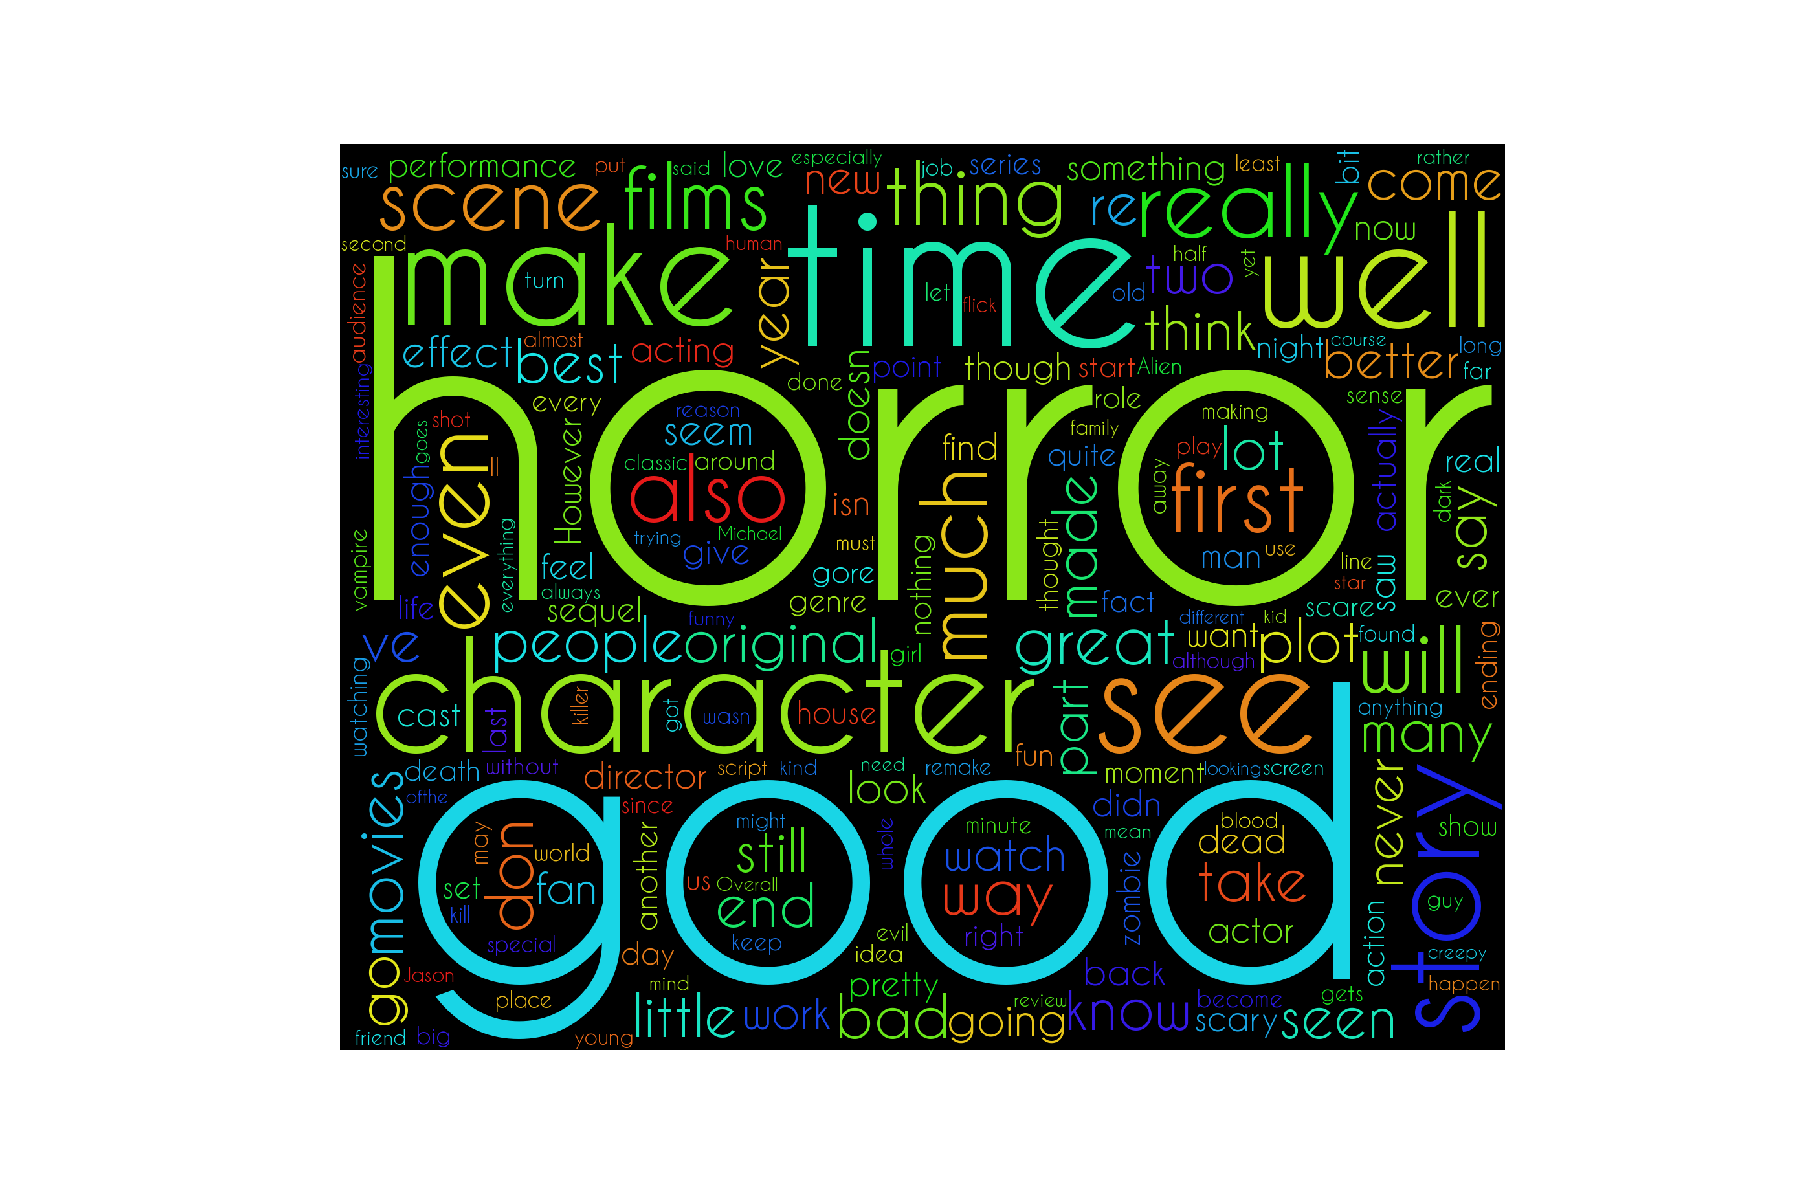 sure
performance
put
said
love
especially
job
series
something
least
bit
rather
scene
films
new
thing
re
really
come
second
make
human
time
two
half
yet
now
well
turn
year
let
flick
old
audience
effect
best
almost
acting
think
night
course
better
long
interesting
doesn
point
though
start
Alien
far
done
horror
every
reason
role
making
sense
goes
shot
However
seem
classic
around
also
trying
Michael
give
much
find
family
quite
play
lot
away
first
man
use
actually
real
dark
say
even
enough
everything
isn
must
gore
nothing
thought
made
line
star
saw
vampire
life
feel
always
sequel
genre
fact
scare
ever
ve
people
original
funny
girl
great
different
kid
want
although
plot
found
will
ending
watching
character
cast
last
killer
got
wasn
house
fun
part
see
anything
many
movies
death
without
ofthe
director
script
kind
since
need
look
remake
moment
looking
screen
didn
mean
never
story
show
good
may
don
world
set
fan
kill
special
another
might
still
us
Overall
end
keep
whole
minute
watch
way
right
zombie
blood
dead
take
actor
action
guy
creepy
go
Jason
place
day
evil
idea
mind
pretty
back
gets
happen
friend
big
young
little
work
bad
going
review
know
become
scary
seen